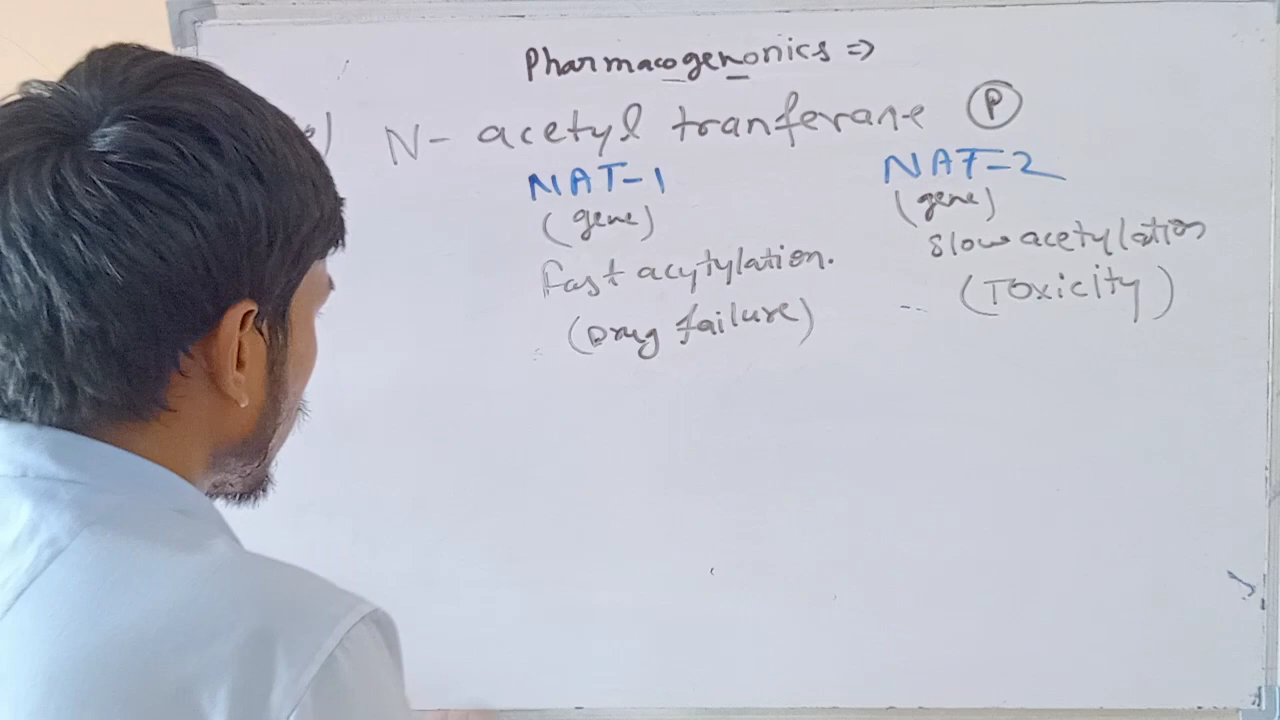 Pharmacogenonics =>
N- acetyl tranferane P
NAT-1 NAT-2
(gene) (gene)
fast acytylation. slow acetylation
(Drug failure) (Toxicity)